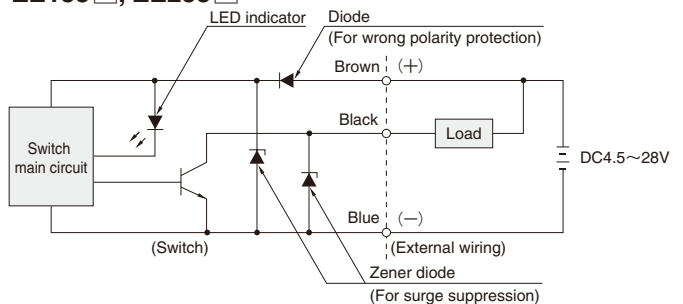 LED indicator
Diode
(For wrong polarity protection)
Brown (+)
Black
Load
Switch
main circuit
DC4.5～28V
Blue (—)
(Switch)
(External wiring)
Zener diode
(For surge suppression)